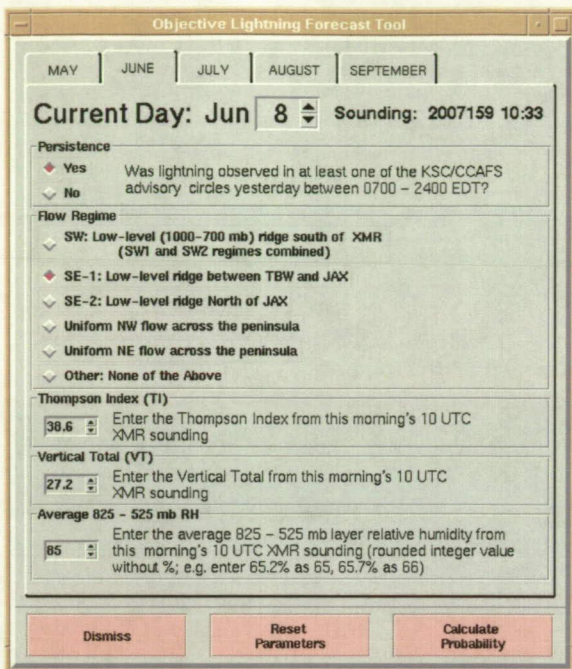 Objective Lightning Forecast Tool
MAY JUNE JULY AUGUST SEPTEMBER
Current Day: Jun 8 Sounding: 2007159 10:33
Persistence
Yes Was lightning observed in at least one of the KSC/CCAFS
No advisory circles yesterday between 0700 - 2400 EDT?
Flow Regime
SW: Low-level (1000-700 mb) ridge south of XMR
(SW1 and SW2 regimes combined)
SE-1: Low-level ridge between TBW and JAX
SE-2: Low-level ridge North of JAX
Uniform NW flow across the peninsula
Uniform NE flow across the peninsula
Other: None of the Above
Thompson Index (TI)
38.6 Enter the Thompson Index from this morning's 10 UTC
XMR sounding
Vertical Total (VT)
27.2 Enter the Vertical Total from this morning's 10 UTC
XMR sounding
Average 825 - 525 mb RH
Enter the average 825 - 525 mb layer relative humidity from
85 this morning's 10 UTC XMR sounding (rounded integer value
without %; e.g. enter 65.2% as 65, 65.7% as 66)
Dismiss Reset Calculate
Parameters Probability